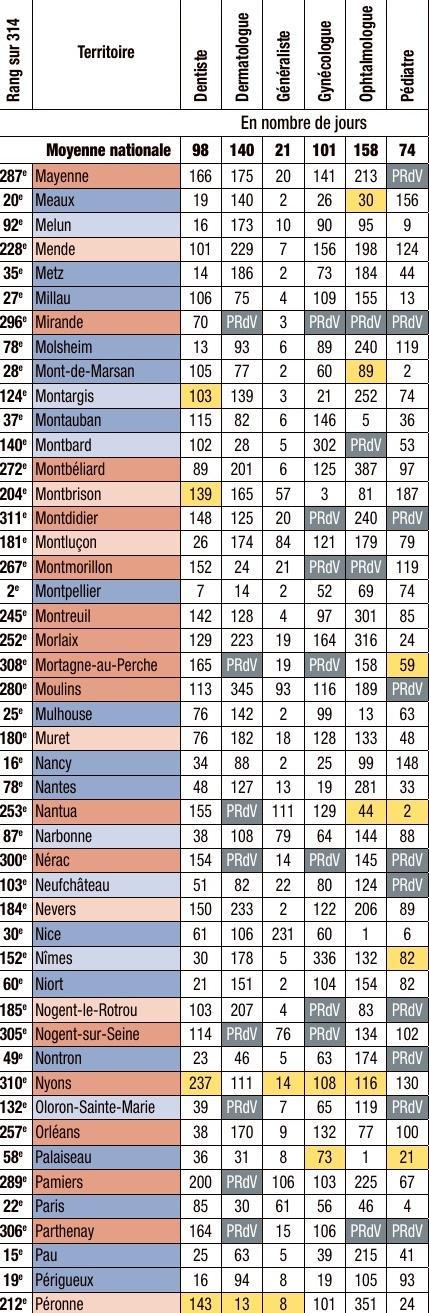 Rang sur 314 Territoire Dentiste Dermatologue Généraliste Gynécologue Ophtalmologue Pédiatre
En nombre de jours
Moyenne nationale 98 140 21 101 158 74
287e Mayenne 166 175 20 141 213 PRdV
20e Meaux 19 140 2 26 30 156
92e Melun 16 173 10 90 95 9
228e Mende 101 229 7 156 198 124
35e Metz 14 186 2 73 184 44
27e Millau 106 75 4 109 155 13
296e Mirande 70 PRdV 3 PRdV PRdV PRdV
78e Molsheim 13 93 6 89 240 119
28e Mont-de-Marsan 105 77 2 60 89 2
124e Montargis 103 139 3 21 252 74
37e Montauban 115 82 6 146 5 36
140e Montbard 102 28 5 302 PRdV 53
272e Montbéliard 89 201 6 125 387 97
204e Montbrison 139 165 57 3 81 187
311e Montdidier 148 125 20 PRdV 240 PRdV
181e Montluçon 26 174 84 121 179 79
267e Montmorillon 152 24 21 PRdV PRdV 119
2e Montpellier 7 14 2 52 69 74
245e Montreuil 142 128 4 97 301 85
252e Morlaix 129 223 19 164 316 24
308e Mortagne-au-Perche 165 PRdV 19 PRdV 158 59
280e Moulins 113 345 93 116 189 PRdV
25e Mulhouse 76 142 2 99 13 63
180e Muret 76 182 18 128 133 48
16e Nancy 34 88 2 25 99 148
78e Nantes 48 127 13 19 281 33
253e Nantua 155 PRdV 111 129 44 2
87e Narbonne 38 108 79 64 144 88
300e Nérac 154 PRdV 14 PRdV 145 PRdV
103e Neufchâteau 51 82 22 80 124 PRdV
184e Nevers 150 233 2 122 206 89
30e Nice 61 106 231 60 1 6
152e Nîmes 30 178 5 336 132 82
60e Niort 21 151 2 104 154 82
185e Nogent-le-Rotrou 103 207 4 PRdV 83 PRdV
305e Nogent-sur-Seine 114 PRdV 76 PRdV 134 102
49e Nontron 23 46 5 63 174 PRdV
310e Nyons 237 111 14 108 116 130
132e Oloron-Sainte-Marie 39 PRdV 7 65 119 PRdV
257e Orléans 38 170 9 132 77 100
58e Palaiseau 36 31 8 73 1 21
289e Pamiers 200 PRdV 106 103 225 67
22e Paris 85 30 61 56 46 4
306e Parthenay 164 PRdV 15 106 PRdV PRdV
15e Pau 25 63 5 39 215 41
19e Périgueux 16 94 8 19 105 93
212e Péronne 143 13 8 101 351 24